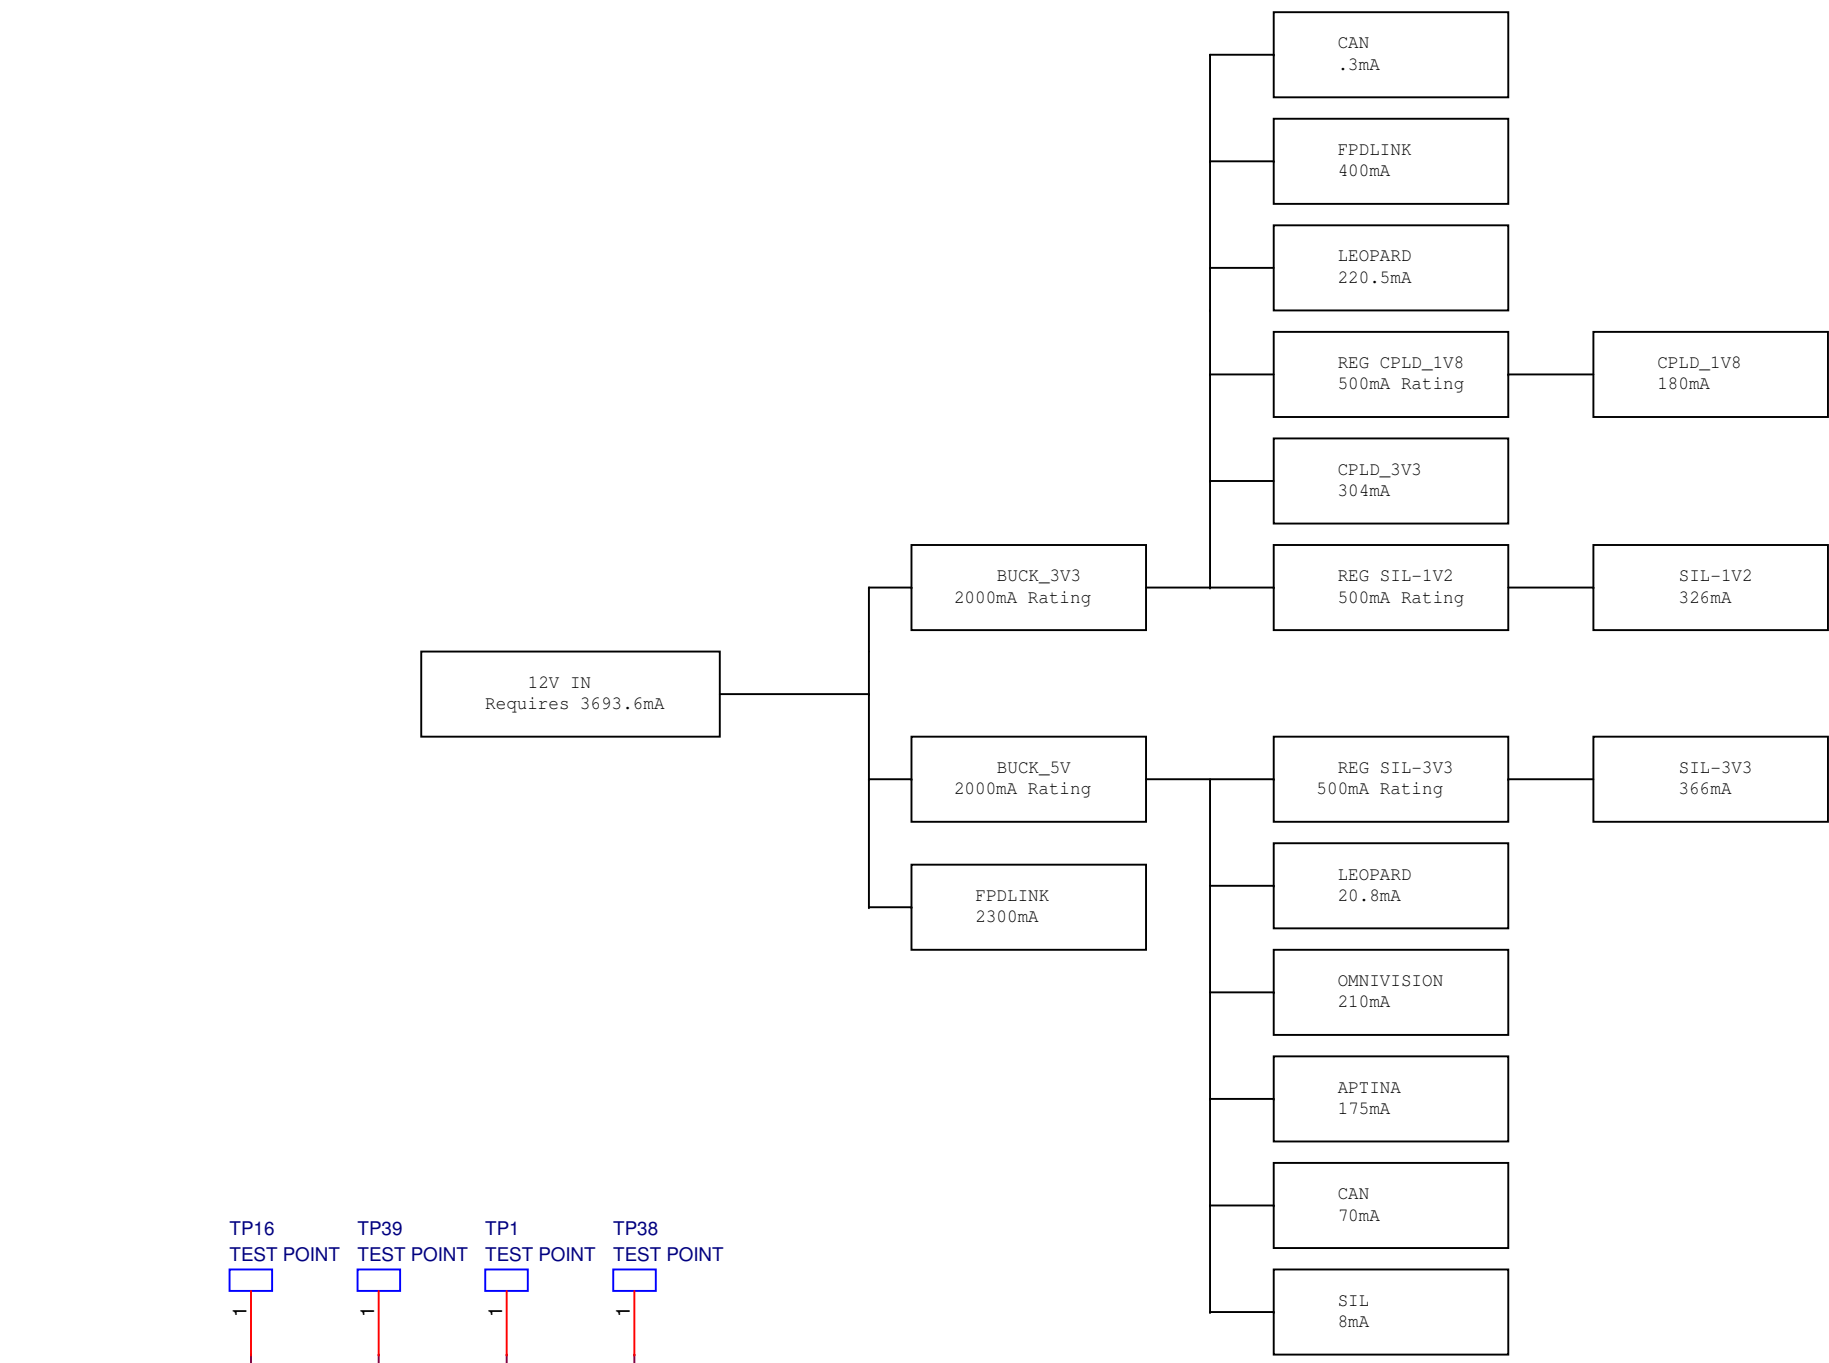 CAN
.3mA
FPDLINK
400mA
LEOPARD
220.5mA
REG CPLD_1V8
500mA Rating
CPLD_1V8
180mA
CPLD_3V3
304mA
BUCK_3V3
2000mA Rating
REG SIL-1V2
500mA Rating
SIL-1V2
326mA
12V IN
Requires 3693.6mA
BUCK_5V
2000mA Rating
REG SIL-3V3
500mA Rating
SIL-3V3
366mA
LEOPARD
20.8mA
FPDLINK
2300mA
OMNIVISION
210mA
APTINA
175mA
CAN
70mA
SIL
8mA
TP16
TEST POINT
1
TP39
TEST POINT
1
TP1
TEST POINT
1
TP38
TEST POINT
1